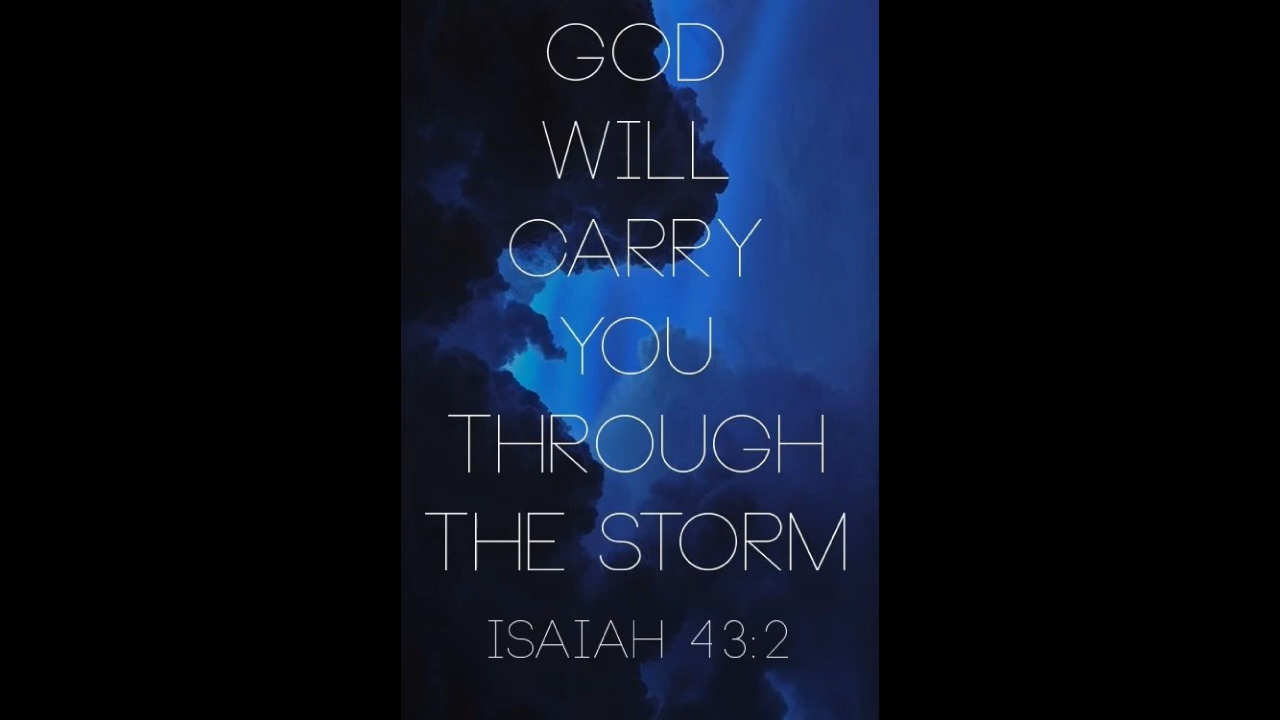 GOD
WILL
CARRY
YOU
THROUGH
THE STORM
ISAIAH 43:2